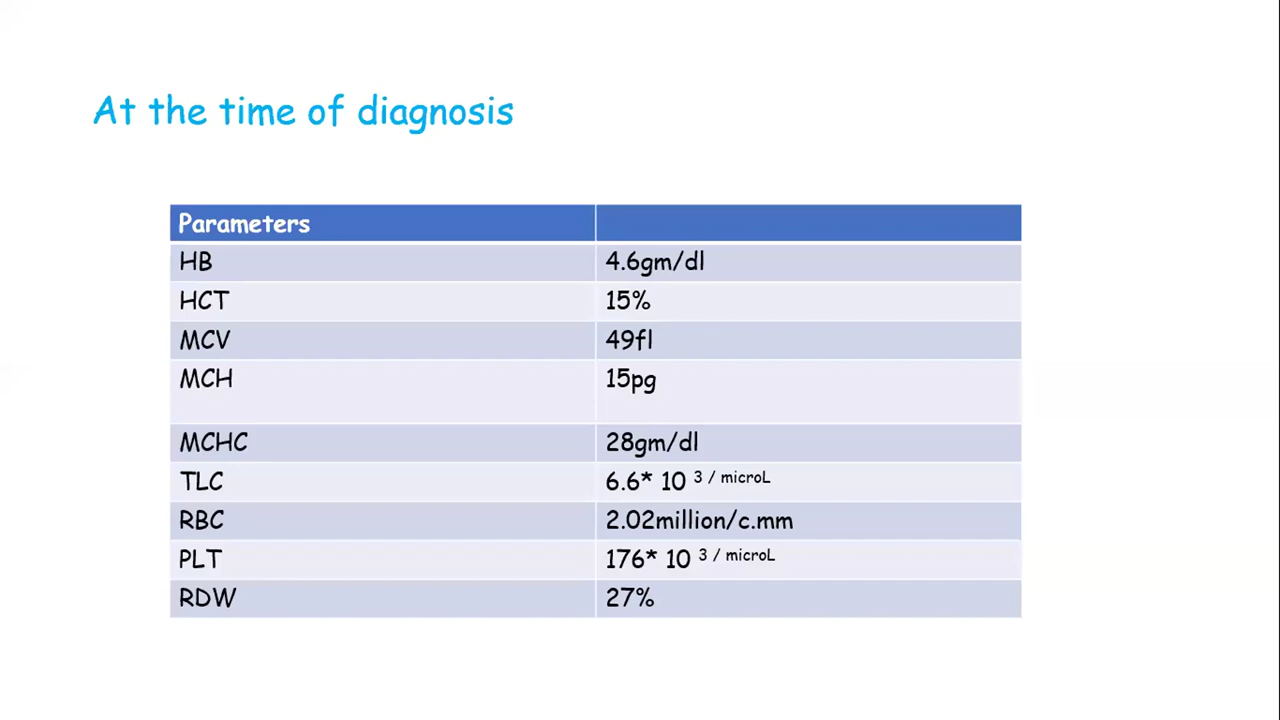 At the time of diagnosis
Parameters
HB 4.6gm/dl
HCT 15%
MCV 49fl
MCH 15pg
MCHC 28gm/dl
TLC 6.6* 10 3 / microL
RBC 2.02million/c.mm
PLT 176* 10 3 / microL
RDW 27%